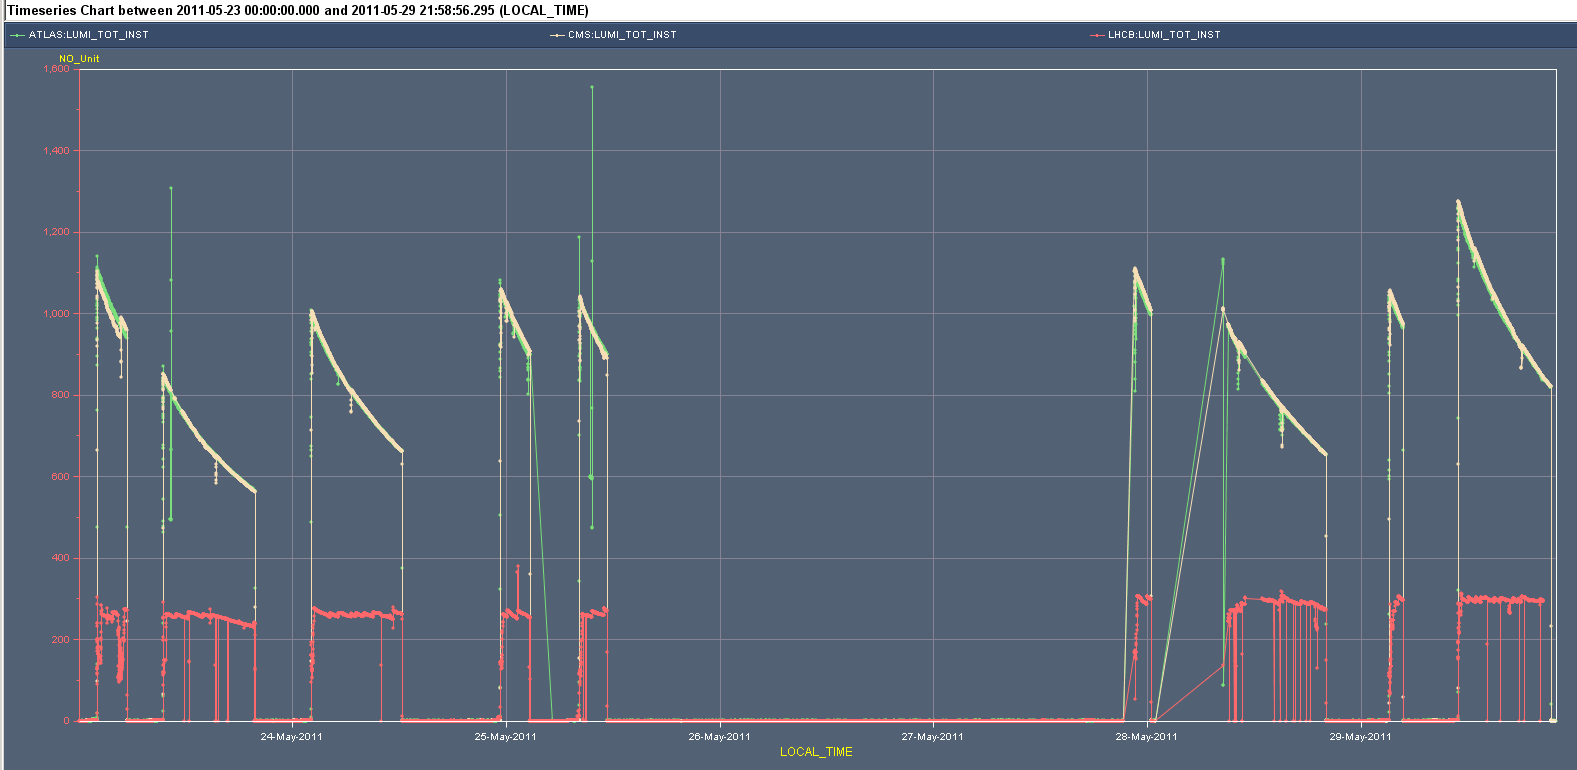 Timeseries Chart between 2011-05-23 00:00:00.000 and 2011-05-29 21:58:56.295 (LOCAL_TIME)
ATLAS:LUMI_TOT_INST CMS:LUMI_TOT_INST LHCB:LUMI_TOT_INST
NO_Unit
1,600
1,400
1,200
1,000
800
600
400
200
0
24-May-2011 25-May-2011 26-May-2011 27-May-2011 28-May-2011 29-May-2011
LOCAL_TIME